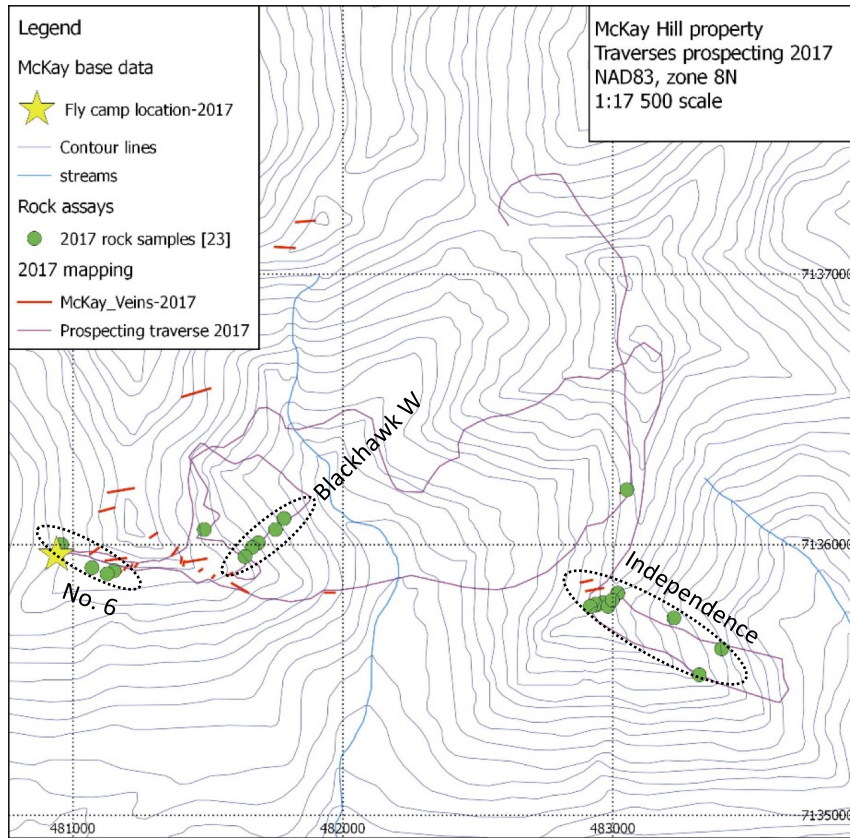 Legend
McKay base data
Fly camp location-2017
Contour lines
streams
Rock assays
2017 rock samples [23]
2017 mapping
McKay_Veins-2017
Prospecting traverse 2017
McKay Hill property
Traverses prospecting 2017
NAD83, zone 8N
1:17 500 scale
7137000
Blackhawk W
7136000
No. 6
Independence
7135000
481000
482000
483000